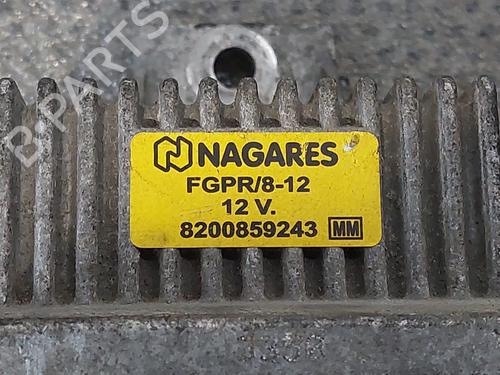 B-PARTS
NAGARES
FGPR/8-12
12 V.
8200859243 MM